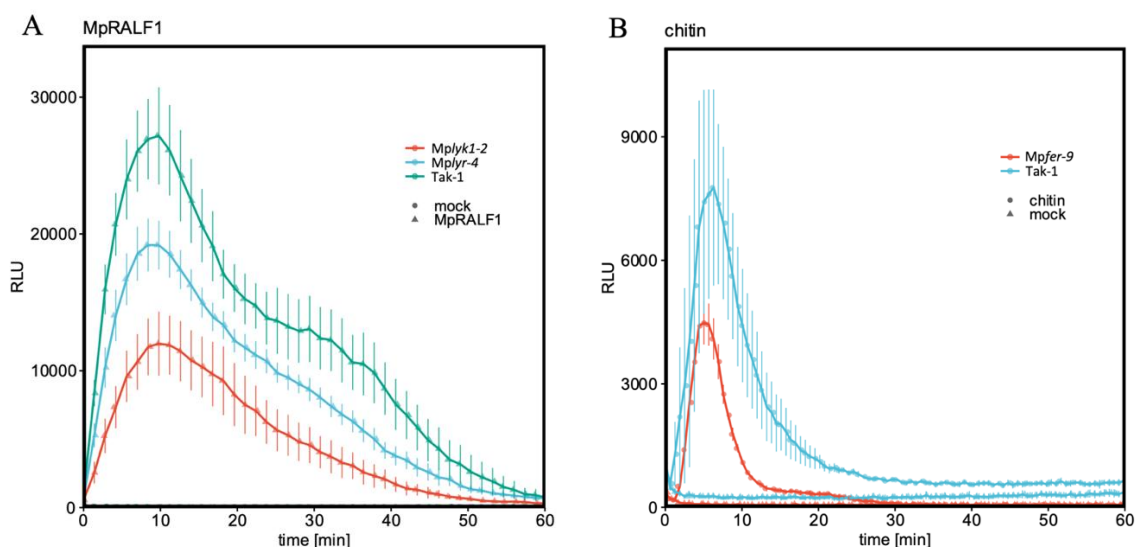 A
MpRALF1
RLU
30000
20000
10000
0
0 10 20 30 40 50 60
time [min]
Mplyk1-2
Mplyr-4
Tak-1
mock
MpRALF1
B
chitin
RLU
9000
6000
3000
0
0 10 20 30 40 50 60
time [min]
Mpfer-9
Tak-1
chitin
mock